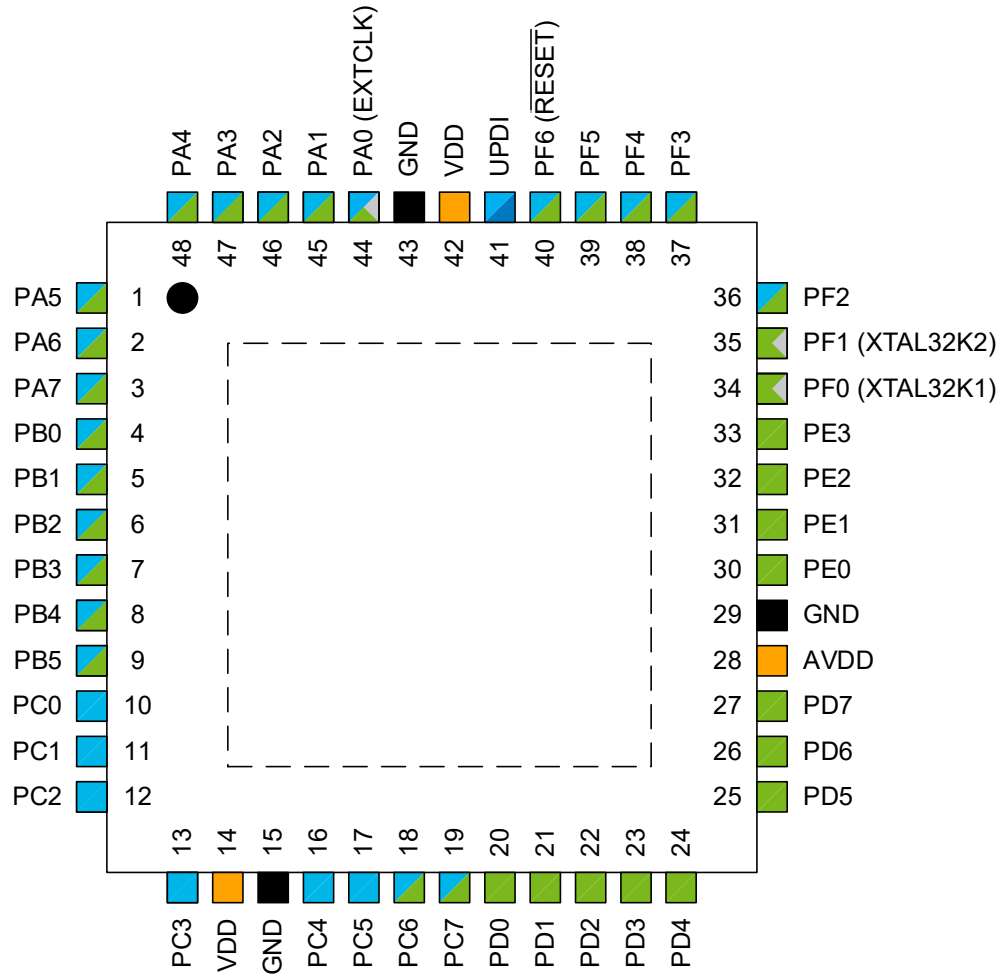 PA4 PA3 PA2 PA1 PA0 (EXTCLK) GND VDD UPDI PF6 (RESET) PF5 PF4 PF3
48 47 46 45 44 43 42 41 40 39 38 37
PA5 1 36 PF2
PA6 2 35 PF1 (XTAL32K2)
PA7 3 34 PF0 (XTAL32K1)
PB0 4 33 PE3
PB1 5 32 PE2
PB2 6 31 PE1
PB3 7 30 PE0
PB4 8 29 GND
PB5 9 28 AVDD
PC0 10 27 PD7
PC1 11 26 PD6
PC2 12 25 PD5
13 14 15 16 17 18 19 20 21 22 23 24
PC3 VDD GND PC4 PC5 PC6 PC7 PD0 PD1 PD2 PD3 PD4